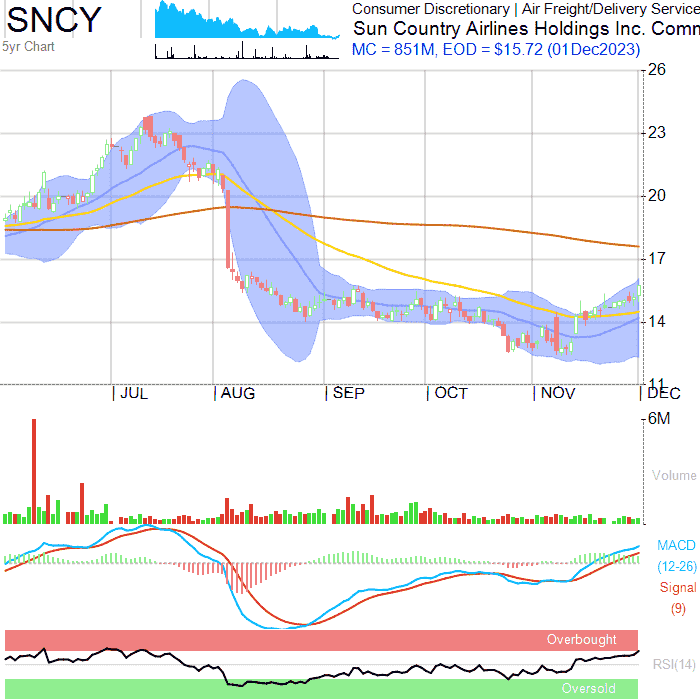 SNCY
5yr Chart
Consumer Discretionary | Air Freight/Delivery Service
Sun Country Airlines Holdings Inc. Comm
MC = 851M, EOD = $15.72 (01Dec2023)
26
23
20
17
14
11
JUL AUG SEP OCT NOV DEC
6M
Volume
MACD
(12-26)
Signal
(9)
Overbought
RSI(14)
Oversold